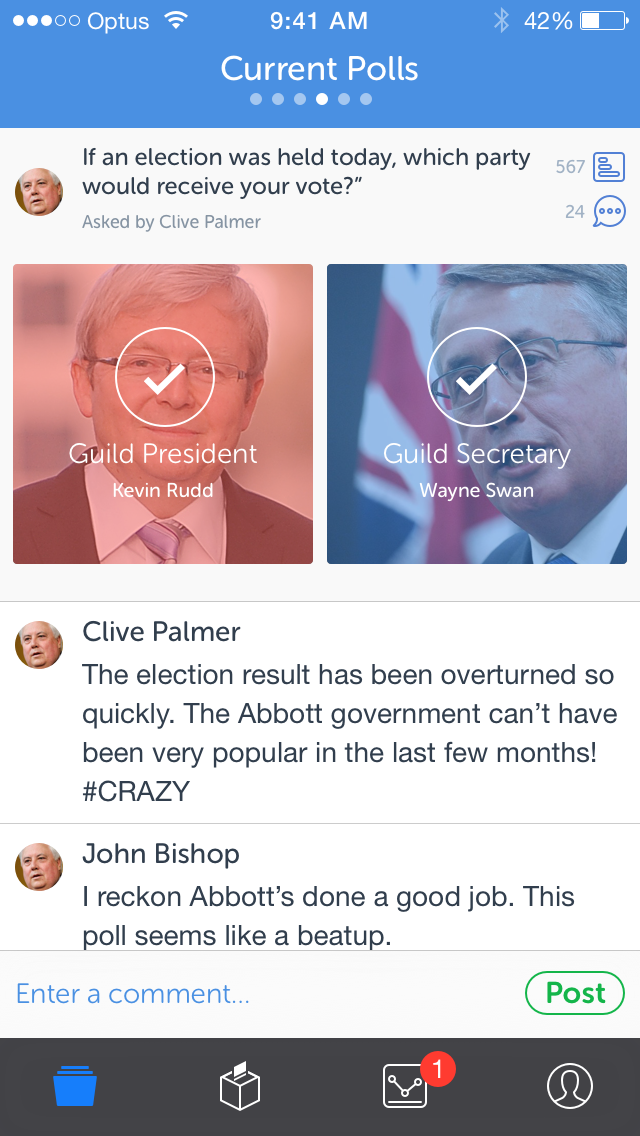 Optus 9:41 AM 42%
Current Polls
If an election was held today, which party
would receive your vote?”
567
Asked by Clive Palmer
24
Guild President
Kevin Rudd
Guild Secretary
Wayne Swan
Clive Palmer
The election result has been overturned so
quickly. The Abbott government can’t have
been very popular in the last few months!
#CRAZY
John Bishop
I reckon Abbott’s done a good job. This
poll seems like a beatup.
Enter a comment...
Post
1